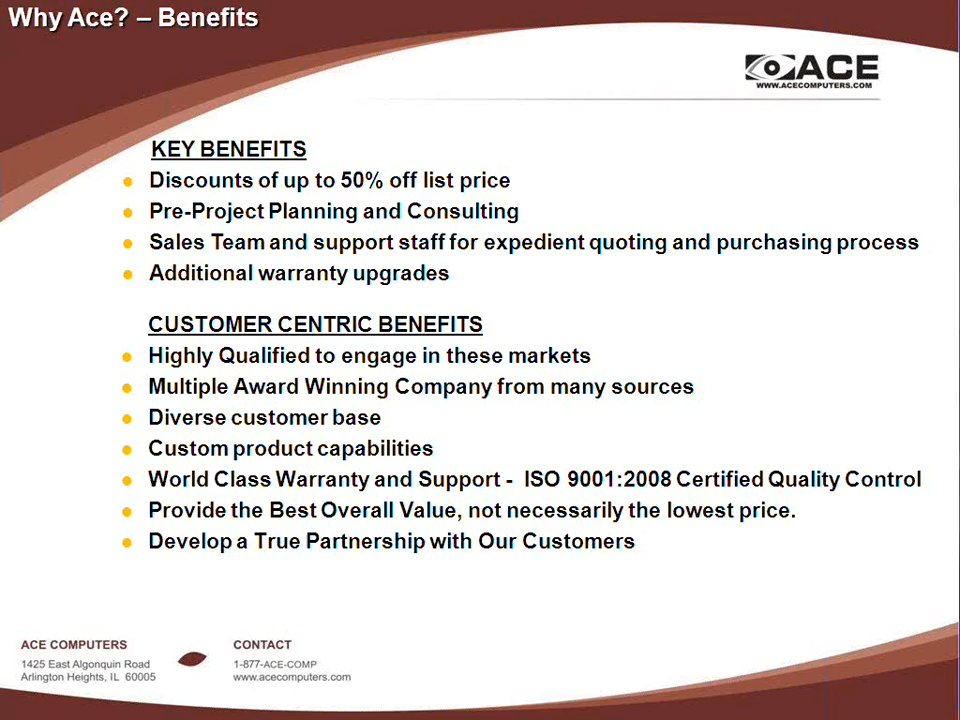 Why Ace? – Benefits
ACE
WWW.ACECOMPUTERS.COM
KEY BENEFITS
Discounts of up to 50% off list price
Pre-Project Planning and Consulting
Sales Team and support staff for expedient quoting and purchasing process
Additional warranty upgrades
CUSTOMER CENTRIC BENEFITS
Highly Qualified to engage in these markets
Multiple Award Winning Company from many sources
Diverse customer base
Custom product capabilities
World Class Warranty and Support - ISO 9001:2008 Certified Quality Control
Provide the Best Overall Value, not necessarily the lowest price.
Develop a True Partnership with Our Customers
ACE COMPUTERS
1425 East Algonquin Road
Arlington Heights, IL 60005
CONTACT
1-877-ACE-COMP
www.acecomputers.com